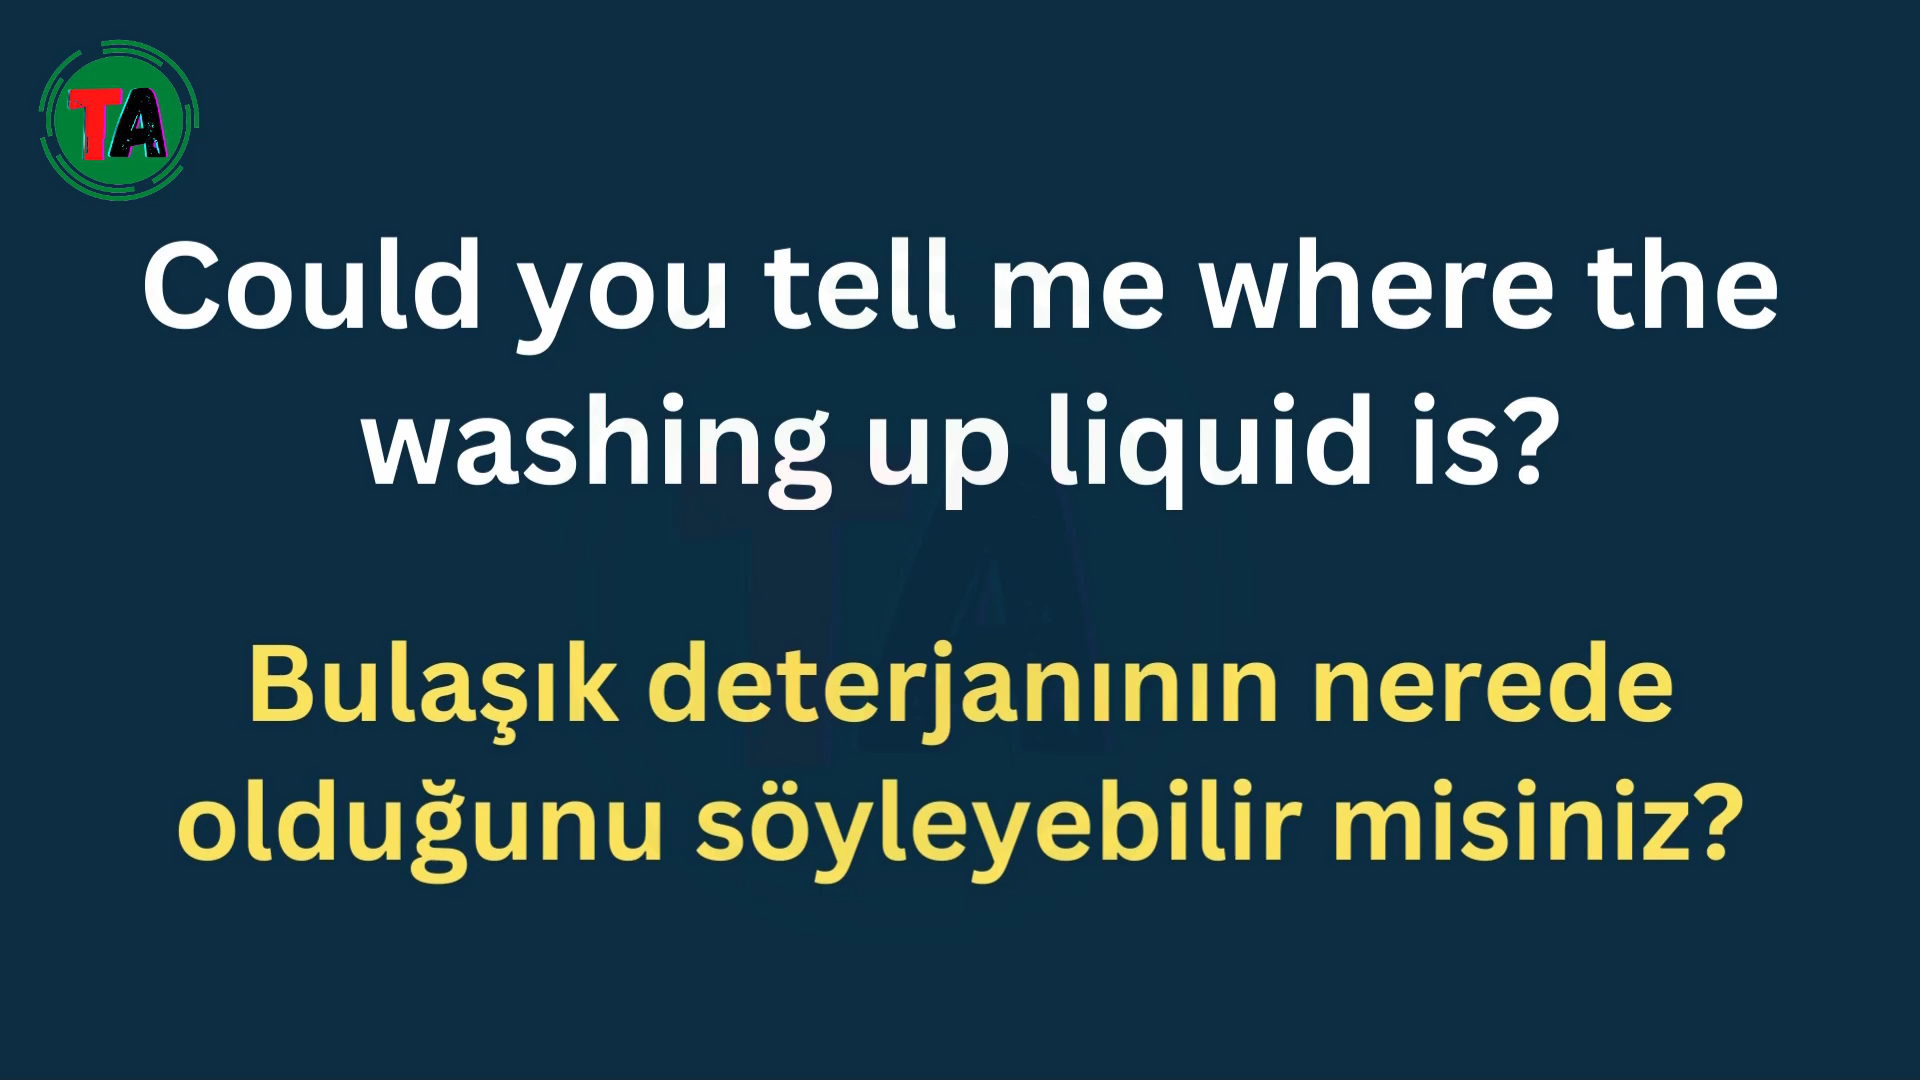 TA
Could you tell me where the
washing up liquid is?
Bulaşık deterjanının nerede
olduğunu söyleyebilir misiniz?